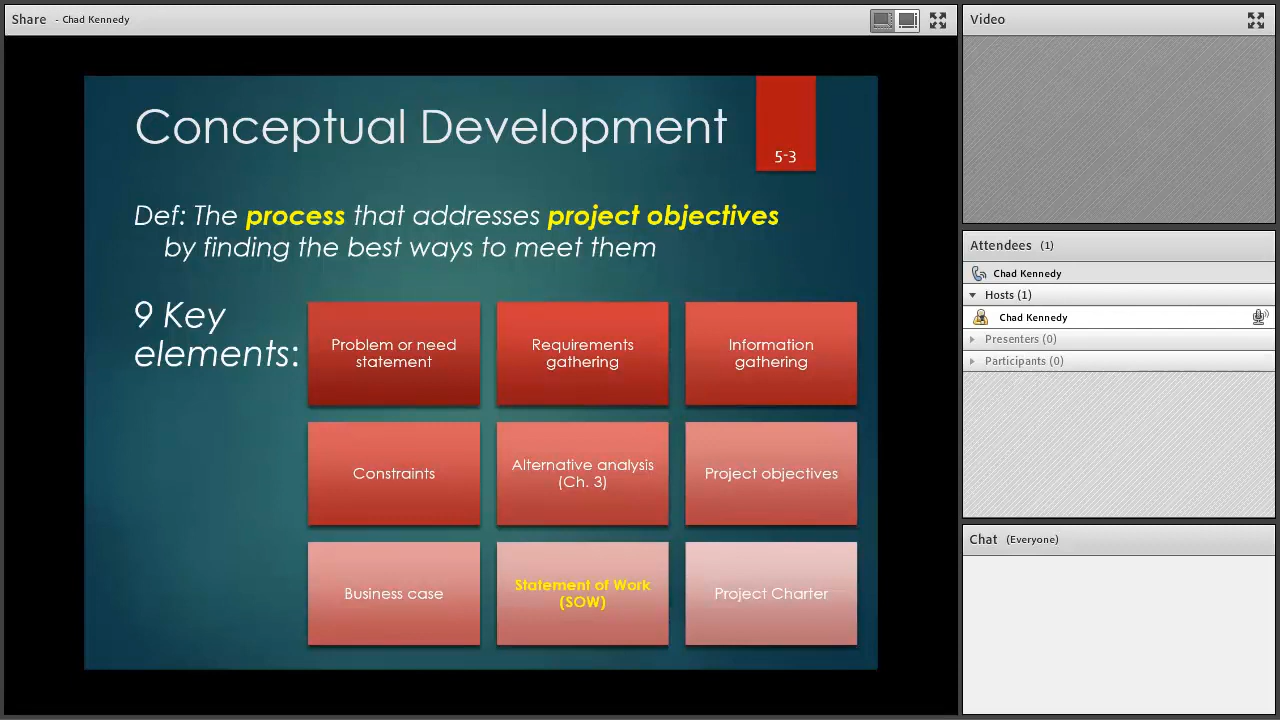 Share - Chad Kennedy
Conceptual Development
5-3
Def: The process that addresses project objectives
by finding the best ways to meet them
9 Key
elements:
Problem or need
statement
Requirements
gathering
Information
gathering
Constraints
Alternative analysis
(Ch. 3)
Project objectives
Business case
Statement of Work
(SOW)
Project Charter
Video
Attendees (1)
Chad Kennedy
Hosts (1)
Chad Kennedy
Presenters (0)
Participants (0)
Chat (Everyone)